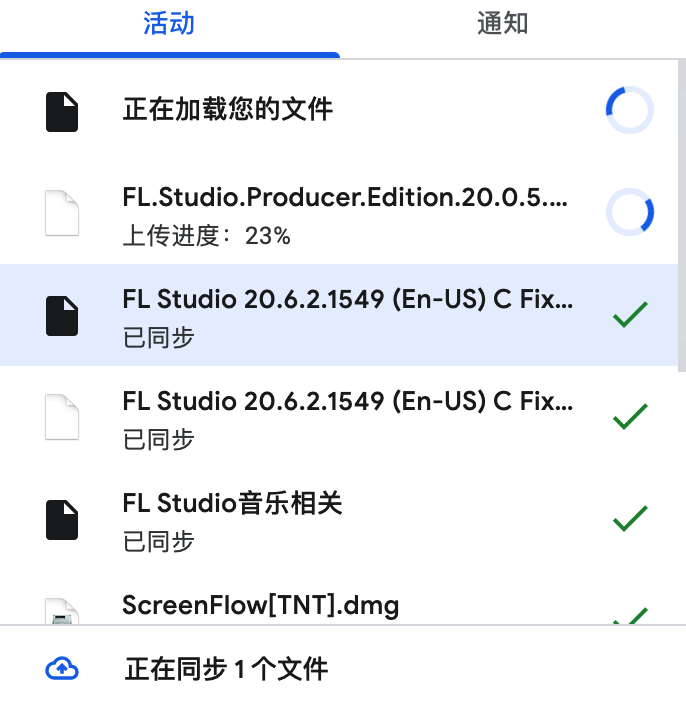 活动
通知
正在加载您的文件
FL.Studio.Producer.Edition.20.0.5....
上传进度：23%
FL Studio 20.6.2.1549 (En-US) C Fix...
已同步
FL Studio 20.6.2.1549 (En-US) C Fix...
已同步
FL Studio音乐相关
已同步
ScreenFlow[TNT].dmg
正在同步 1 个文件